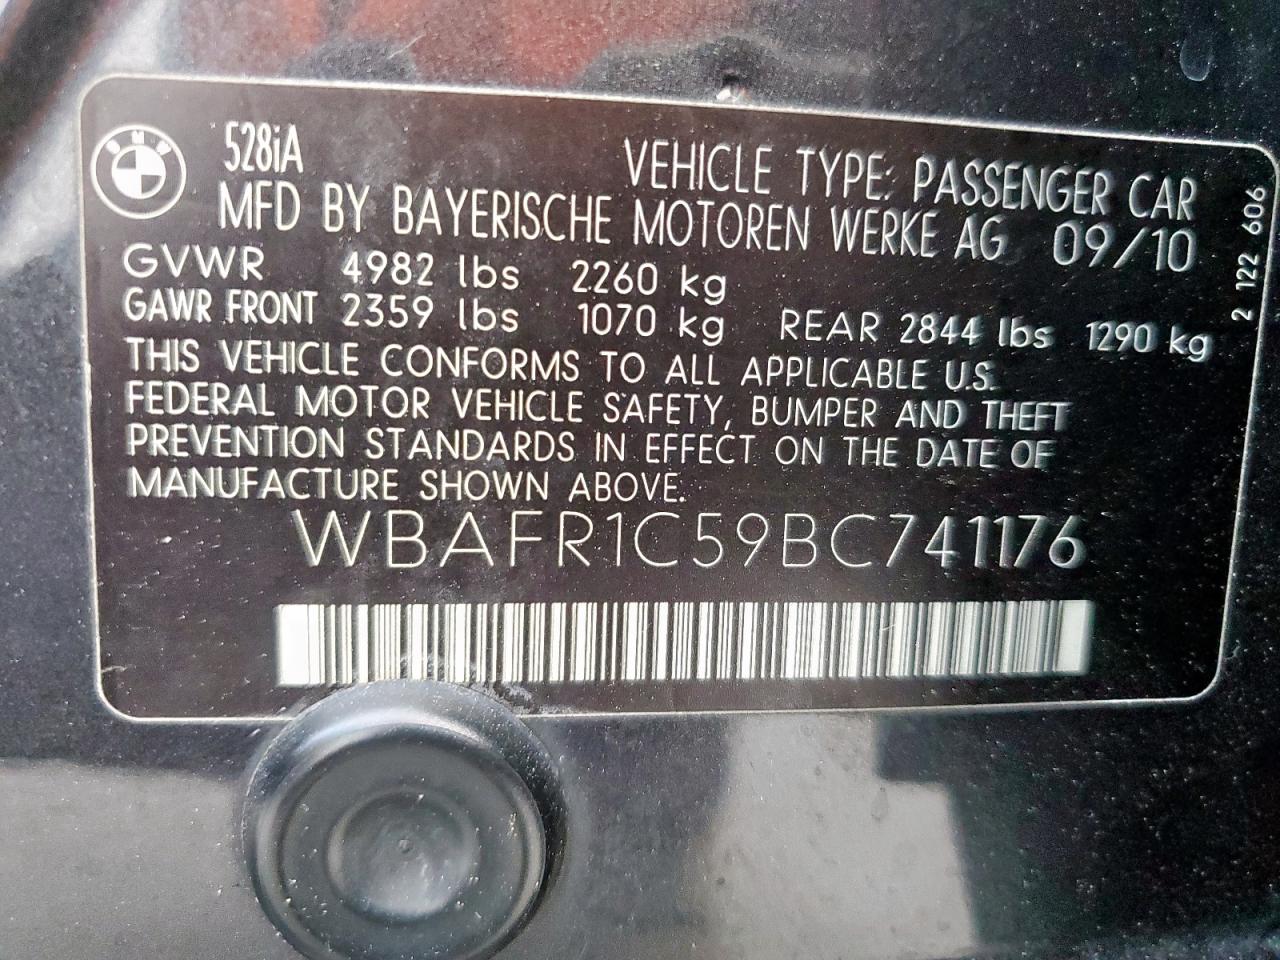 BMW
528iA
VEHICLE TYPE: PASSENGER CAR
MFD BY BAYERISCHE MOTOREN WERKE AG 09/10
GVWR 4982 lbs 2260 kg
GAWR FRONT 2359 lbs 1070 kg REAR 2844 lbs 1290 kg
THIS VEHICLE CONFORMS TO ALL APPLICABLE U.S.
FEDERAL MOTOR VEHICLE SAFETY, BUMPER AND THEFT
PREVENTION STANDARDS IN EFFECT ON THE DATE OF
MANUFACTURE SHOWN ABOVE.
WBAFR1C59BC741176
2 122 606